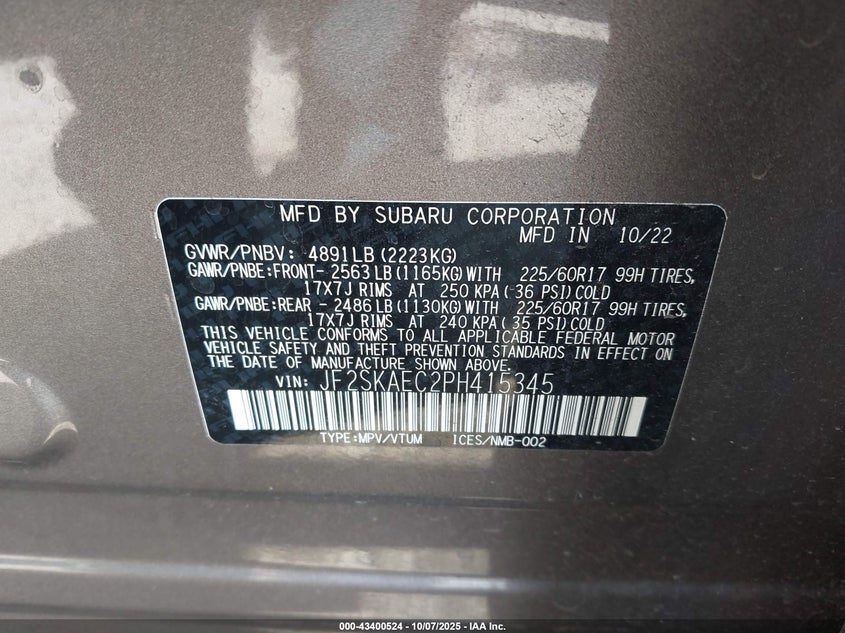 MFD BY SUBARU CORPORATION
MFD IN 10/22
GVWR/PNBV: 4891LB (2223KG)
GAWR/PNBE:FRONT- 2563 LB (1165KG) WITH 225/60R17 99H TIRES,
17X7J RIMS AT 250 KPA ( 36 PSI) COLD
GAWR/PNBE:REAR - 2486 LB (1130KG) WITH 225/60R17 99H TIRES,
17X7J RIMS AT 240 KPA ( 35 PSI) COLD
THIS VEHICLE CONFORMS TO ALL APPLICABLE FEDERAL MOTOR
VEHICLE SAFETY AND THEFT PREVENTION STANDARDS IN EFFECT ON
THE DATE OF MANUFACTURE SHOWN ABOVE.
VIN: JF2SKAEC2PH415345
TYPE:MPV/VTUM ICES/NMB-002
000-43400524 - 10/07/2025 - IAA Inc.